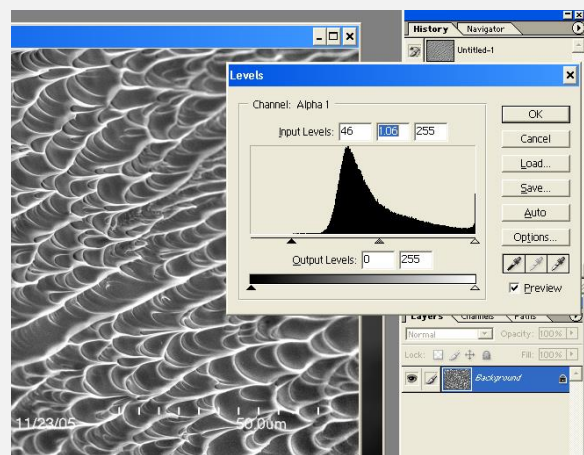 History
Navigator
Untitled-1
Levels
Channel: Alpha 1
Input Levels: 46 1.06 255
OK
Cancel
Load...
Save...
Auto
Options...
Output Levels: 0 255
Preview
Layers Channels Paths
Normal Opacity: 100%
Lock: Fill: 100%
Background
11/23/05 50.0um